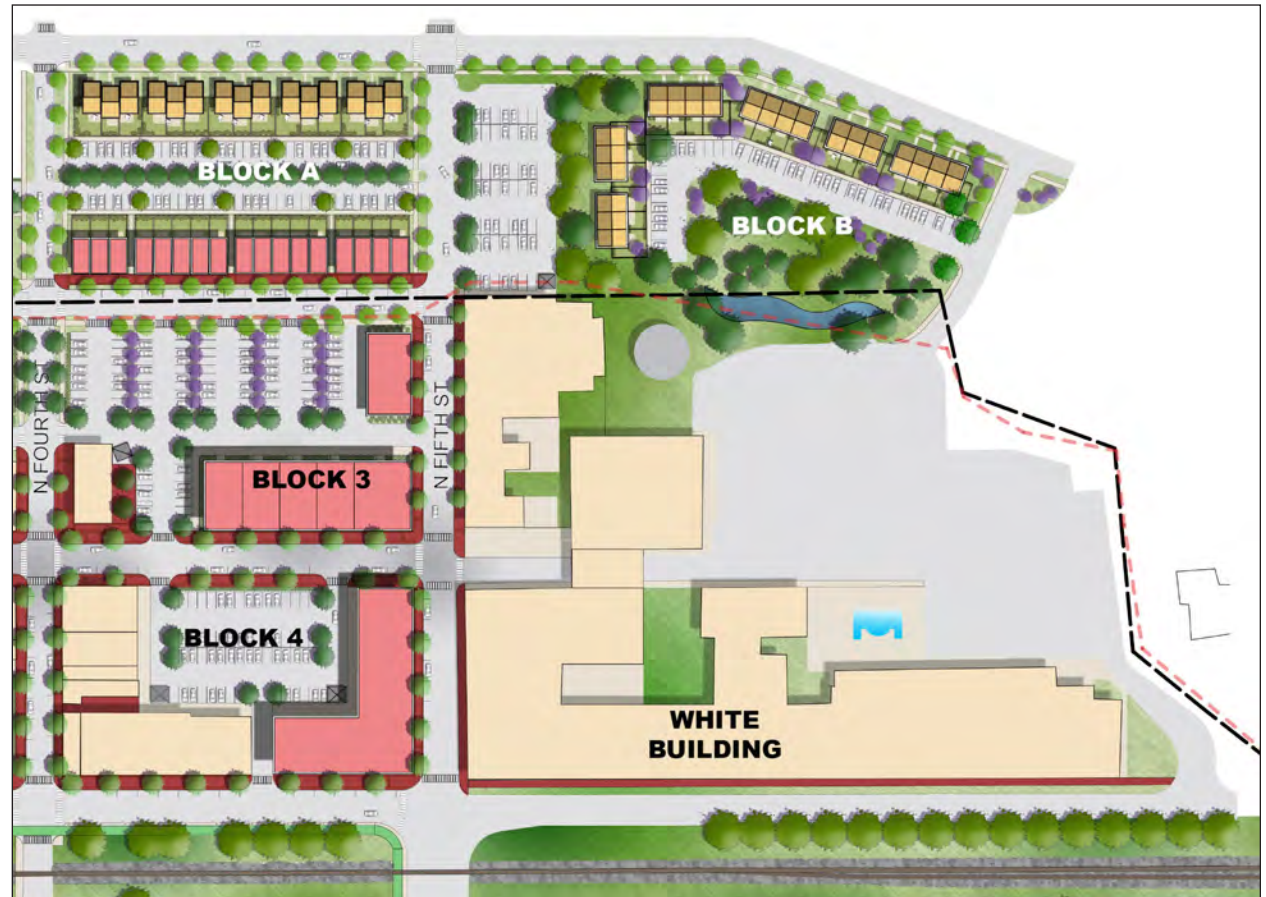 BLOCK A
BLOCK B
N FOURTH ST
N FIFTH ST
BLOCK 3
BLOCK 4
WHITE
BUILDING